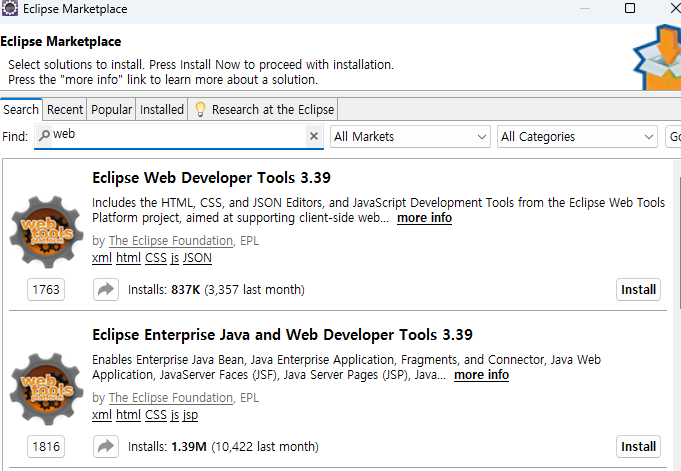 Eclipse Marketplace
Eclipse Marketplace
Select solutions to install. Press Install Now to proceed with installation.
Press the "more info" link to learn more about a solution.
Search Recent Popular Installed Research at the Eclipse
Find: web All Markets All Categories
Eclipse Web Developer Tools 3.39
Includes the HTML, CSS, and JSON Editors, and JavaScript Development Tools from the Eclipse Web Tools
Platform project, aimed at supporting client-side web... more info
web
tools
platform
by The Eclipse Foundation, EPL
xml html CSS js JSON
1763 Installs: 837K (3,357 last month) Install
Eclipse Enterprise Java and Web Developer Tools 3.39
Enables Enterprise Java Bean, Java Enterprise Application, Fragments, and Connector, Java Web
Application, JavaServer Faces (JSF), Java Server Pages (JSP), Java... more info
web
tools
platform
by The Eclipse Foundation, EPL
xml html CSS js jsp
1816 Installs: 1.39M (10,422 last month) Install